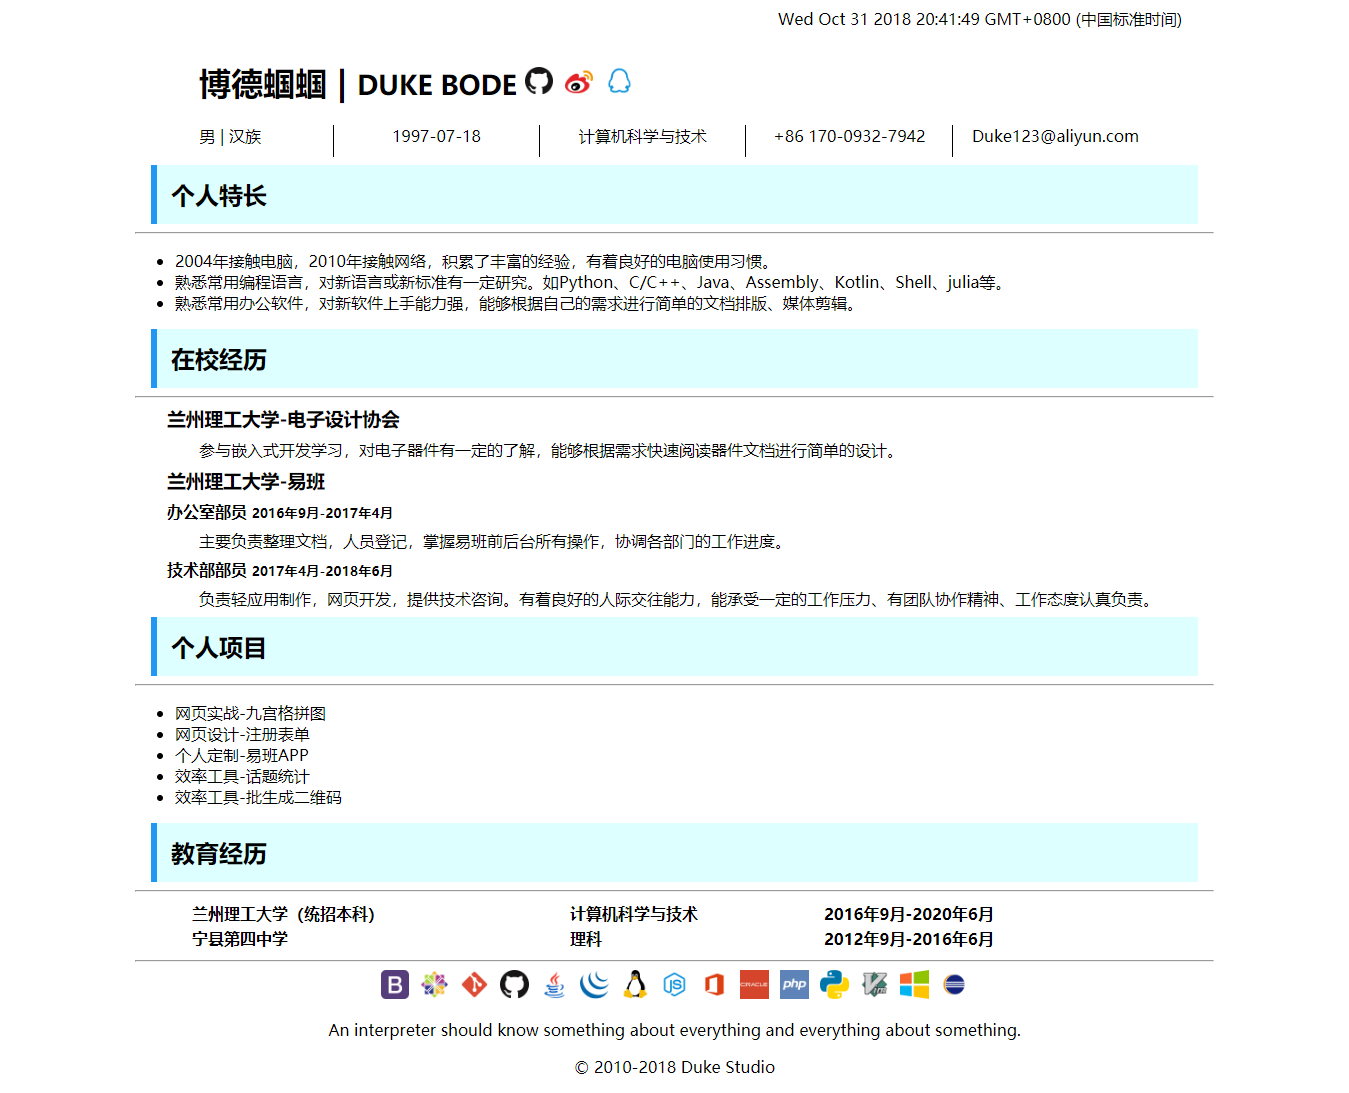 Wed Oct 31 2018 20:41:49 GMT+0800 (中国标准时间)
博德蝈蝈 | DUKE BODE
男 | 汉族 1997-07-18 计算机科学与技术 +86 170-0932-7942 Duke123@aliyun.com
个人特长
2004年接触电脑，2010年接触网络，积累了丰富的经验，有着良好的电脑使用习惯。
熟悉常用编程语言，对新语言或新标准有一定研究。如Python、C/C++、Java、Assembly、Kotlin、Shell、julia等。
熟悉常用办公软件，对新软件上手能力强，能够根据自己的需求进行简单的文档排版、媒体剪辑。
在校经历
兰州理工大学-电子设计协会
参与嵌入式开发学习，对电子器件有一定的了解，能够根据需求快速阅读器件文档进行简单的设计。
兰州理工大学-易班
办公室部员 2016年9月-2017年4月
主要负责整理文档，人员登记，掌握易班前后台所有操作，协调各部门的工作进度。
技术部部员 2017年4月-2018年6月
负责轻应用制作，网页开发，提供技术咨询。有着良好的人际交往能力，能承受一定的工作压力、有团队协作精神、工作态度认真负责。
个人项目
网页实战-九宫格拼图
网页设计-注册表单
个人定制-易班APP
效率工具-话题统计
效率工具-批生成二维码
教育经历
兰州理工大学（统招本科） 计算机科学与技术 2016年9月-2020年6月
宁县第四中学 理科 2012年9月-2016年6月
B JS ORACLE php
An interpreter should know something about everything and everything about something.
© 2010-2018 Duke Studio